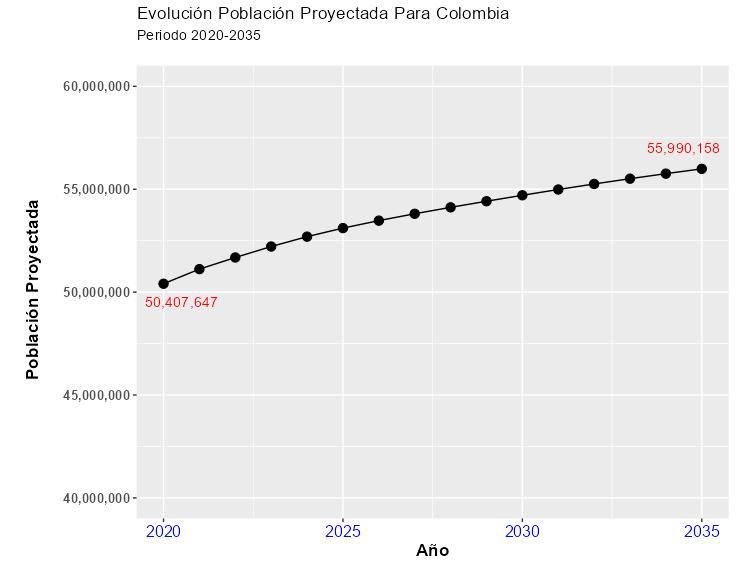 Evolución Población Proyectada Para Colombia
Periodo 2020-2035
60,000,000
55,990,158
55,000,000
50,000,000
50,407,647
45,000,000
40,000,000
Población Proyectada
2020 2025 2030 2035
Año